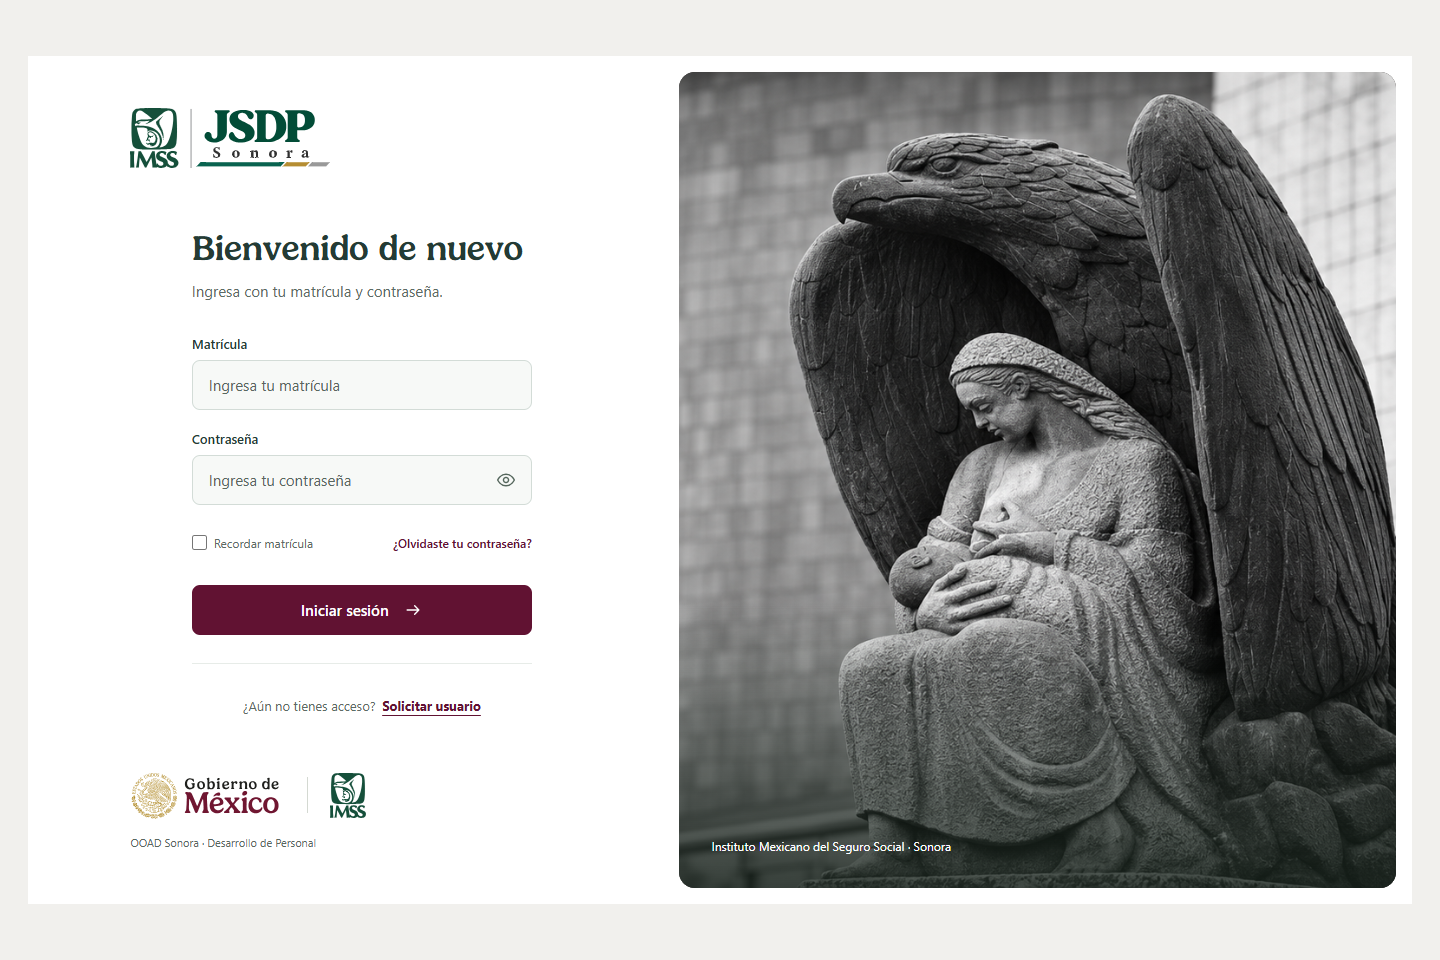 IMSS
JSDP
Sonora
Bienvenido de nuevo
Ingresa con tu matrícula y contraseña.
Matrícula
Ingresa tu matrícula
Contraseña
Ingresa tu contraseña
Recordar matrícula
¿Olvidaste tu contraseña?
Iniciar sesión
¿Aún no tienes acceso? Solicitar usuario
Gobierno de
México
IMSS
OOAD Sonora · Desarrollo de Personal
Instituto Mexicano del Seguro Social · Sonora